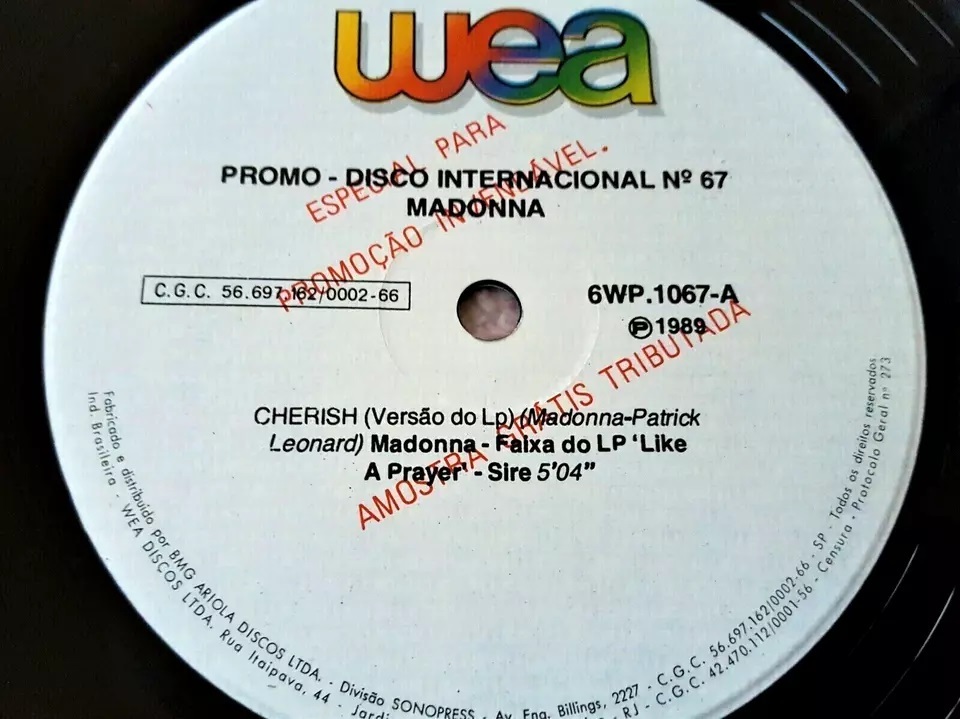 wea
PROMO - DISCO INTERNACIONAL Nº 67
MADONNA
ESPECIAL PARA
PROMOÇÃO INVENDÁVEL.
AMOSTRA GRÁTIS TRIBUTADA
C.G.C. 56.697.162/0002-66
6WP.1067-A
Ⓟ1989
CHERISH (Versão do Lp) (Madonna-Patrick
Leonard) Madonna - Faixa do LP 'Like
A Prayer' - Sire 5'04"
Fabricado e distribuído por BMG ARIOLA DISCOS LTDA. - Divisão SONOPRESS - Av. Eng. Billings, 2227 - C.G.C. 56.697.162/0002-66 - SP - Todos os direitos reservados
Ind. Brasileira - WEA DISCOS LTDA. Rua Itaipava, 44 - Jardi
- RJ - C.G.C. 42.470.112/0001-56 - Censura - Protocolo Geral nº 273